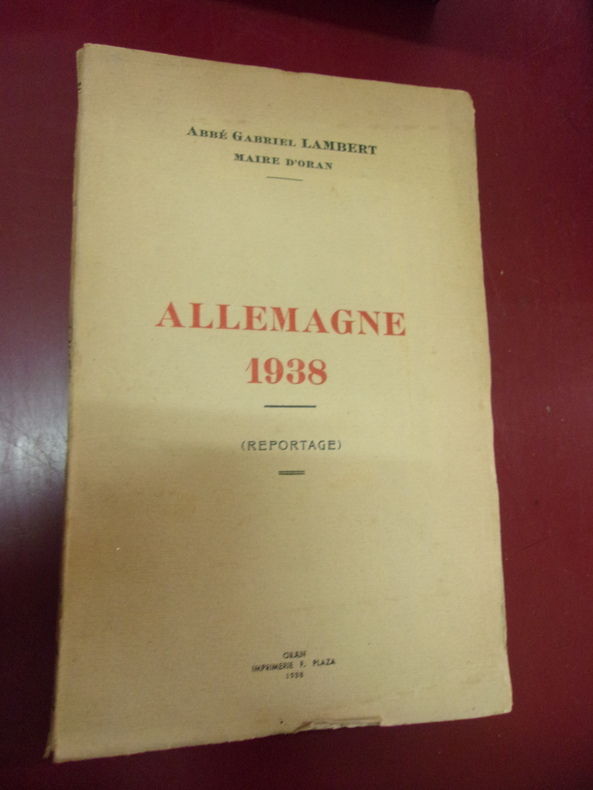 ABBÉ GABRIEL LAMBERT
MAIRE D'ORAN
ALLEMAGNE
1938
(REPORTAGE)
ORAN
IMPRIMERIE F. PLAZA
1938